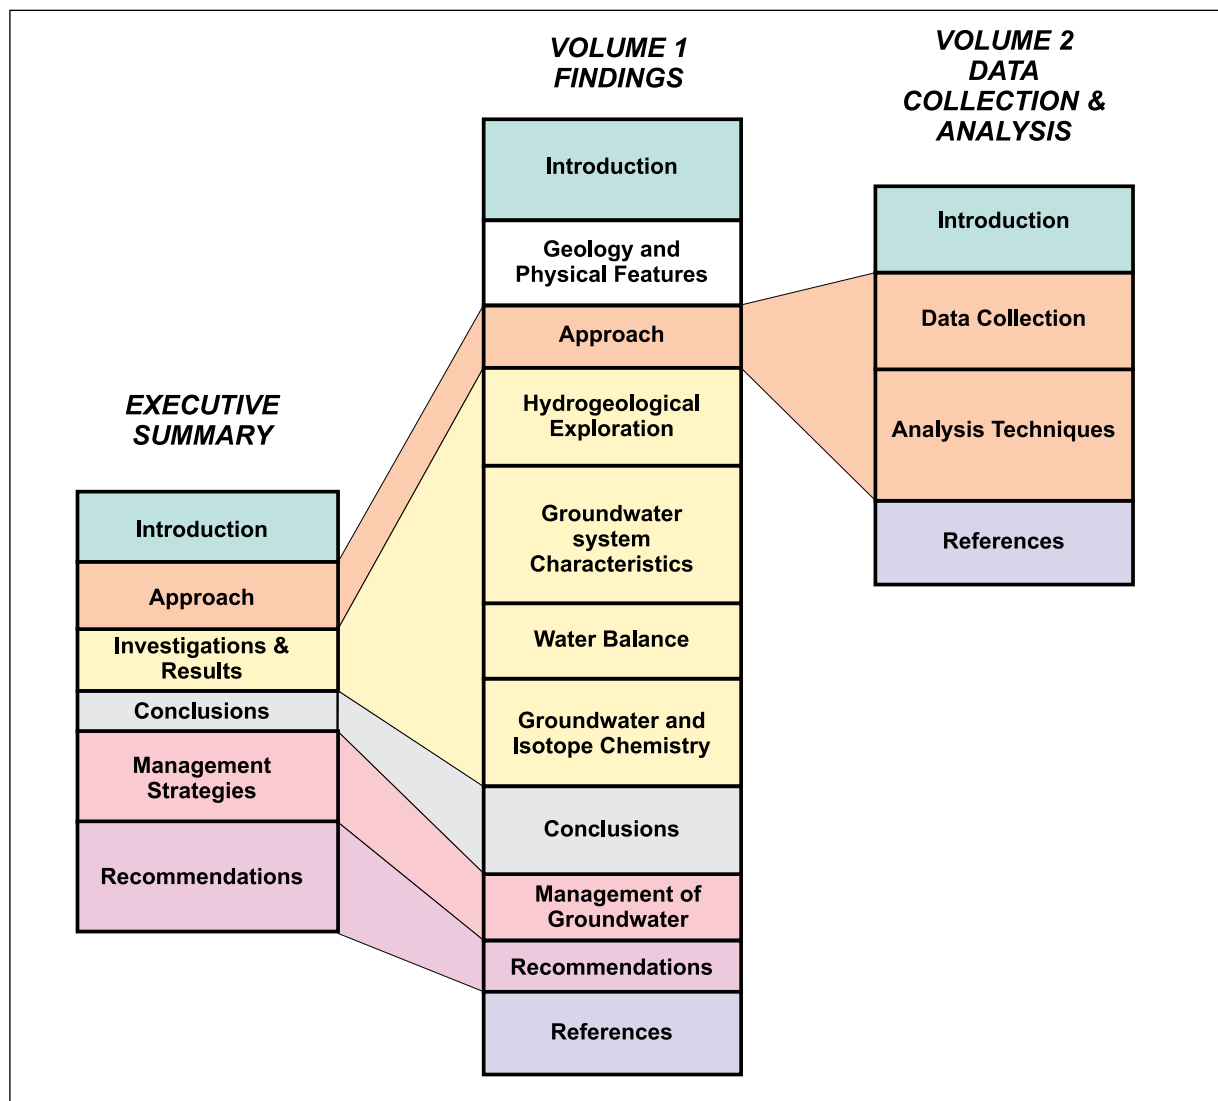 EXECUTIVE
SUMMARY
Introduction
Approach
Investigations &
Results
Conclusions
Management
Strategies
Recommendations
VOLUME 1
FINDINGS
Introduction
Geology and
Physical Features
Approach
Hydrogeological
Exploration
Groundwater
system
Characteristics
Water Balance
Groundwater and
Isotope Chemistry
Conclusions
Management of
Groundwater
Recommendations
References
VOLUME 2
DATA
COLLECTION &
ANALYSIS
Introduction
Data Collection
Analysis Techniques
References